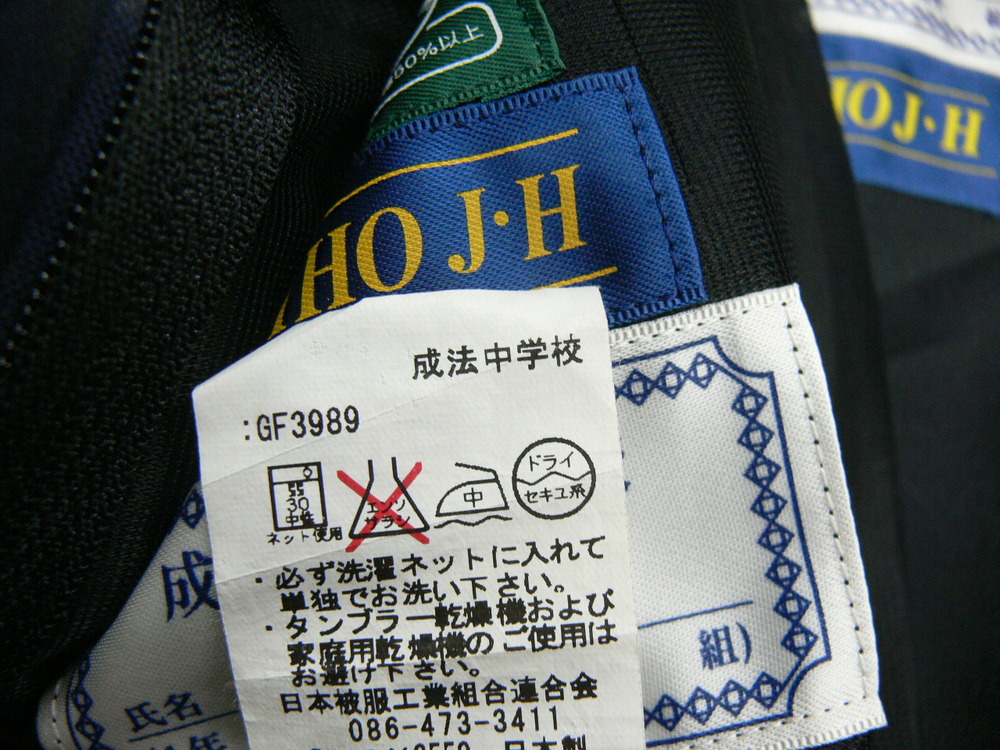 00%以上
HO J·H
HO J·H
成法中学校
:GF3989
弱
30
中性
ネット使用
エンソ
サラシ
中
ドライ
セキユ系
・必ず洗濯ネットに入れて
単独でお洗い下さい。
・タンブラー乾燥機および
家庭用乾燥機のご使用は
お避け下さい。
日本被服工業組合連合会
086-473-3411
日本製
成
組)
氏名